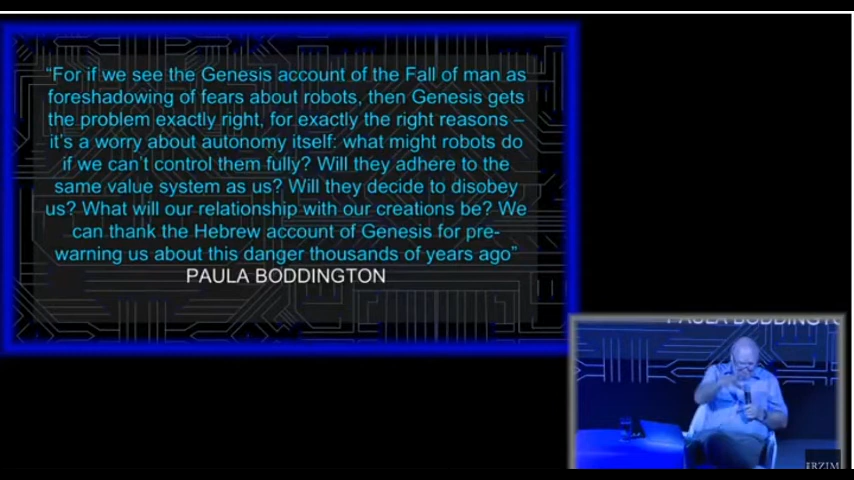 “For if we see the Genesis account of the Fall of man as
foreshadowing of fears about robots, then Genesis gets
the problem exactly right, for exactly the right reasons –
it’s a worry about autonomy itself: what might robots do
if we can’t control them fully? Will they adhere to the
same value system as us? Will they decide to disobey
us? What will our relationship with our creations be? We
can thank the Hebrew account of Genesis for pre-
warning us about this danger thousands of years ago”
PAULA BODDINGTON
PAULA BODDINGTO
RZIM